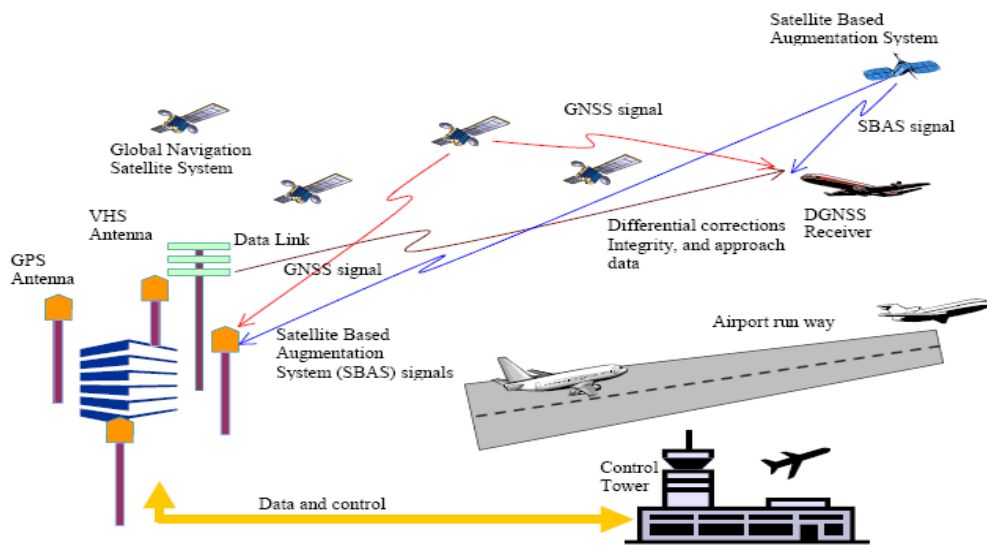 Satellite Based
Augmentation System
GNSS signal
SBAS signal
Global Navigation
Satellite System
VHS
Antenna
Data Link
GPS
Antenna
GNSS signal
Differential corrections
Integrity, and approach
data
DGNSS
Receiver
Satellite Based
Augmentation
System (SBAS) signals
Airport run way
Control
Tower
Data and control